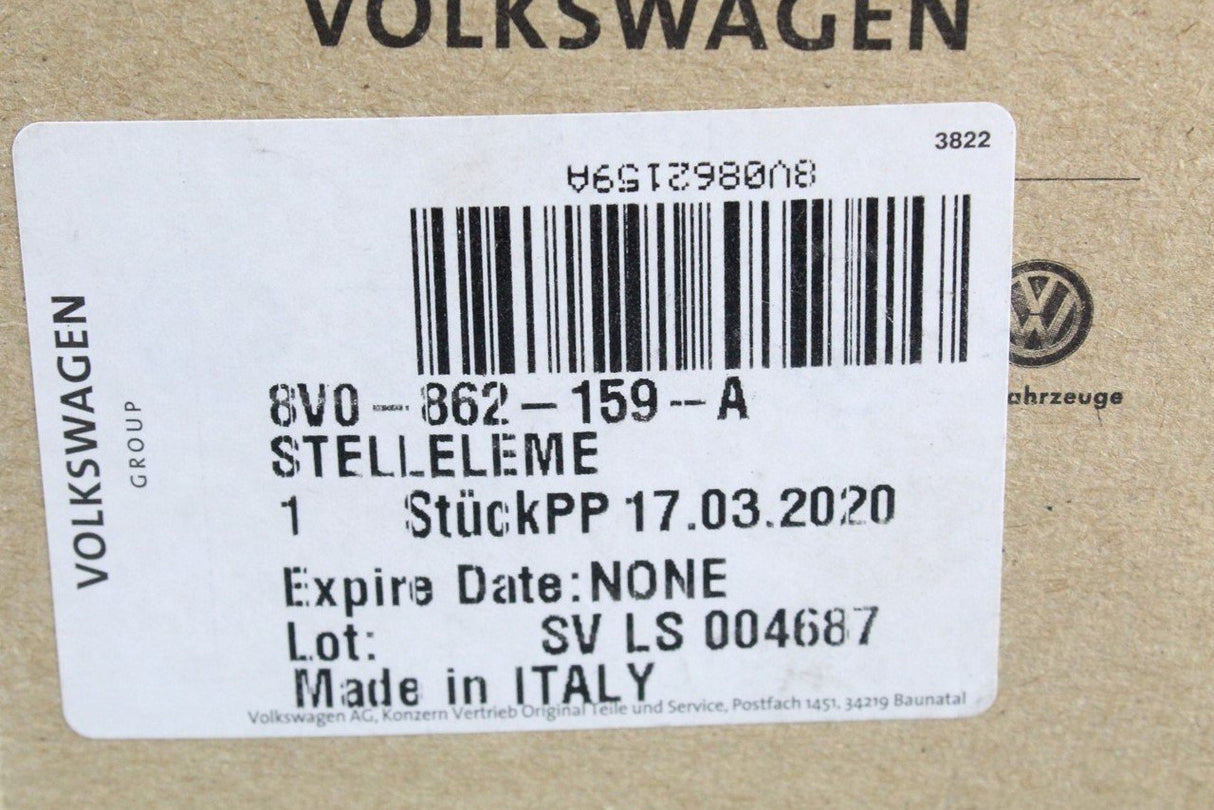 VOLKSWAGEN
3822
8V0862159A
VOLKSWAGEN
GROUP
8V0-862-159-A
STELLELEME
1 StückPP 17.03.2020
Expire Date:NONE
Lot: SV LS 004687
Made in ITALY
Volkswagen AG, Konzern Vertrieb Original Teile und Service, Postfach 1451, 34219 Baunatal
ahrzeuge